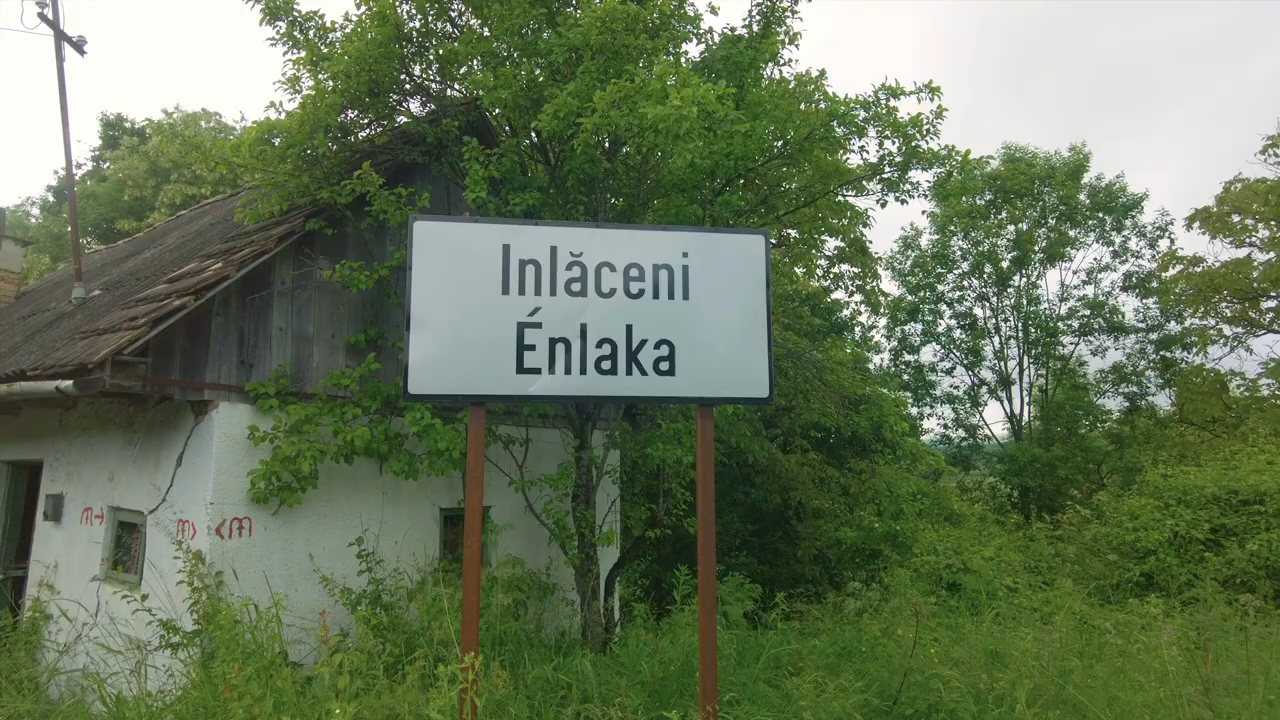 Inlăceni
Énlaka
m→ m> <m